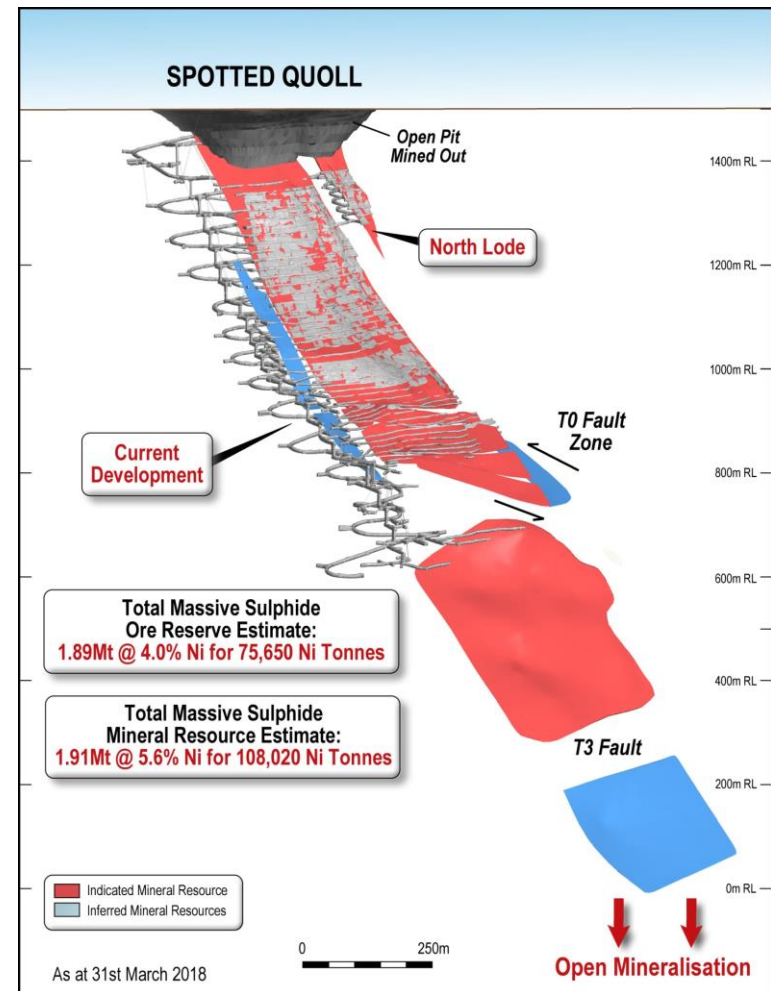 SPOTTED QUOLL
Open Pit
Mined Out
1400m RL
North Lode
1200m RL
1000m RL
T0 Fault
Zone
Current
Development
800m RL
600m RL
Total Massive Sulphide
Ore Reserve Estimate:
1.89Mt @ 4.0% Ni for 75,650 Ni Tonnes
400m RL
Total Massive Sulphide
Mineral Resource Estimate:
1.91Mt @ 5.6% Ni for 108,020 Ni Tonnes
T3 Fault
200m RL
Indicated Mineral Resource
Inferred Mineral Resources
0m RL
0
250m
As at 31st March 2018
Open Mineralisation